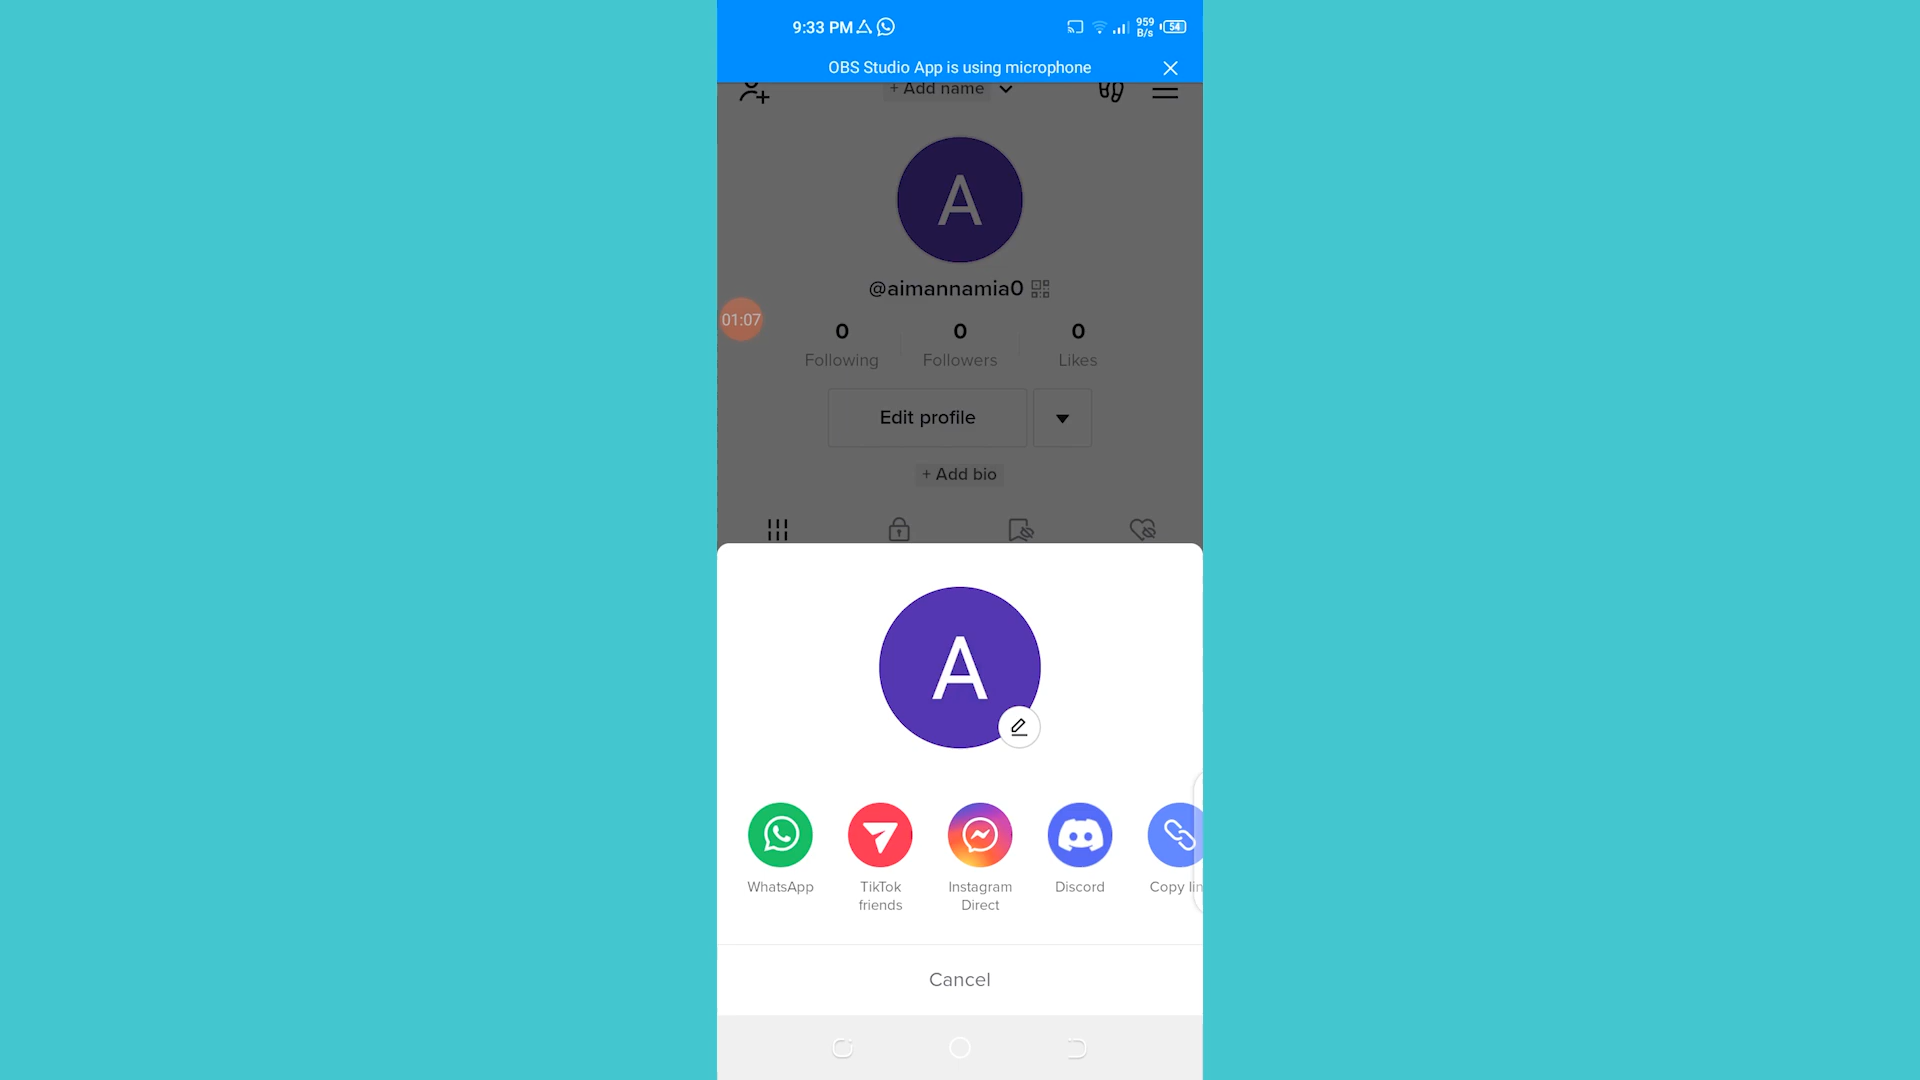 9:33 PM
959
B/s
54
OBS Studio App is using microphone
+ Add name
A
@aimannamia0
01:07
0
0
0
Following
Followers
Likes
Edit profile
+ Add bio
A
WhatsApp
TikTok
friends
Instagram
Direct
Discord
Copy lin
Cancel